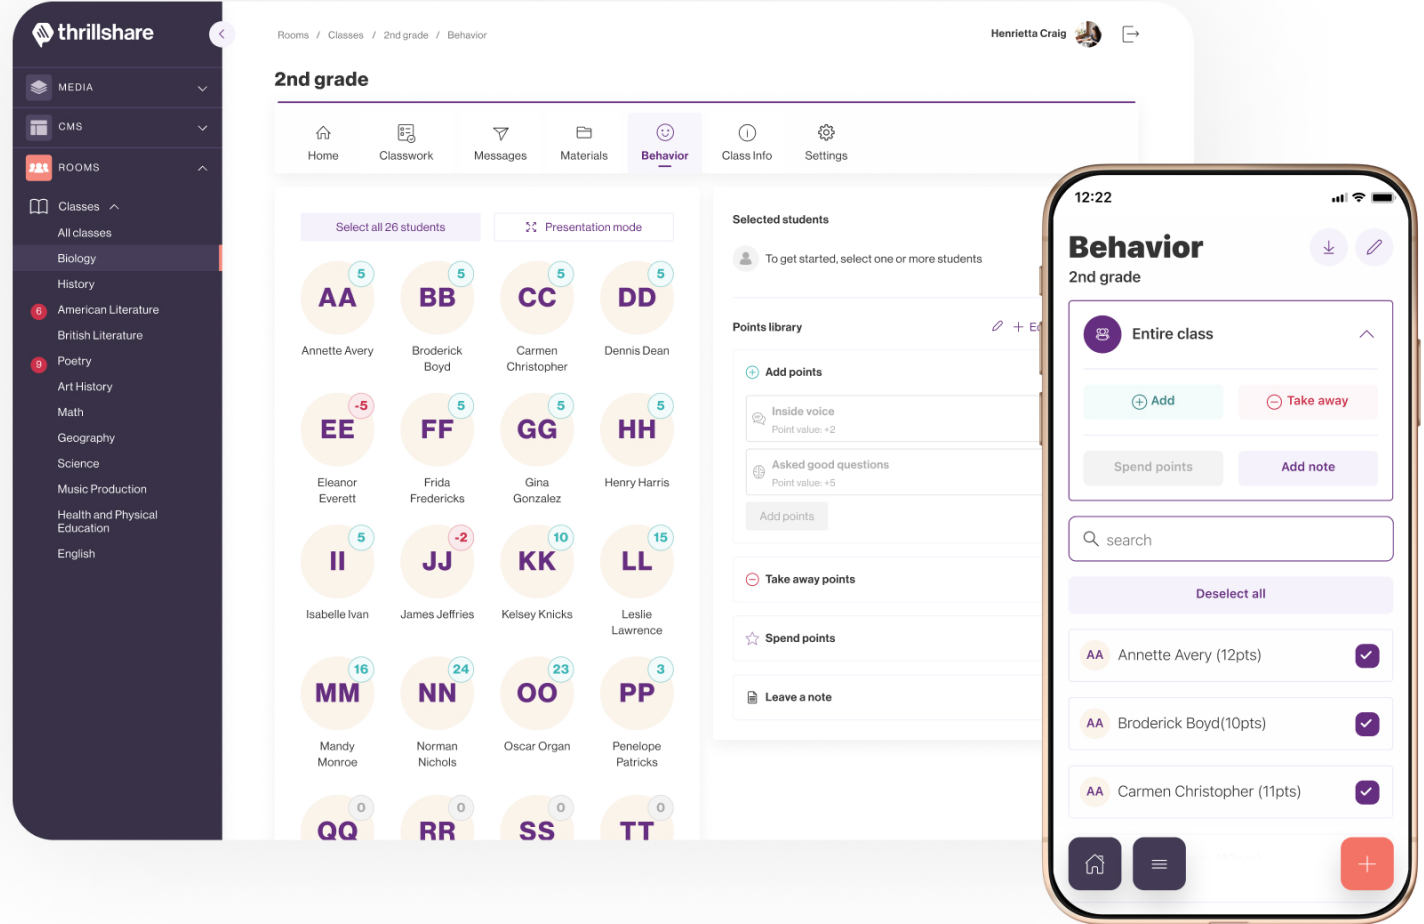 thrillshare
MEDIA
CMS
ROOMS
Classes
All classes
Biology
History
6
American Literature
British Literature
9
Poetry
Art History
Math
Geography
Science
Music Production
Health and Physical
Education
English
Rooms / Classes / 2nd grade / Behavior
Henrietta Craig
2nd grade
Home
Classwork
Messages
Materials
Behavior
Class Info
Settings
Select all 26 students
Presentation mode
5
5
5
5
AA
BB
CC
DD
Annette Avery
Broderick
Boyd
Carmen
Christopher
Dennis Dean
-5
5
5
5
EE
FF
GG
HH
Eleanor
Everett
Frida
Fredericks
Gina
Gonzalez
Henry Harris
5
-2
10
15
II
JJ
KK
LL
Isabelle Ivan
James Jeffries
Kelsey Knicks
Leslie
Lawrence
16
24
23
3
MM
NN
OO
PP
Mandy
Monroe
Norman
Nichols
Oscar Organ
Penelope
Patricks
0
0
0
0
QQ
RR
SS
TT
Selected students
To get started, select one or more students
Points library
Add points
Inside voice
Point value: +2
Asked good questions
Point value: +5
Add points
Take away points
Spend points
Leave a note
12:22
Behavior
2nd grade
Entire class
Add
Take away
Spend points
Add note
search
Deselect all
AA
Annette Avery (12pts)
AA
Broderick Boyd(10pts)
AA
Carmen Christopher (11pts)